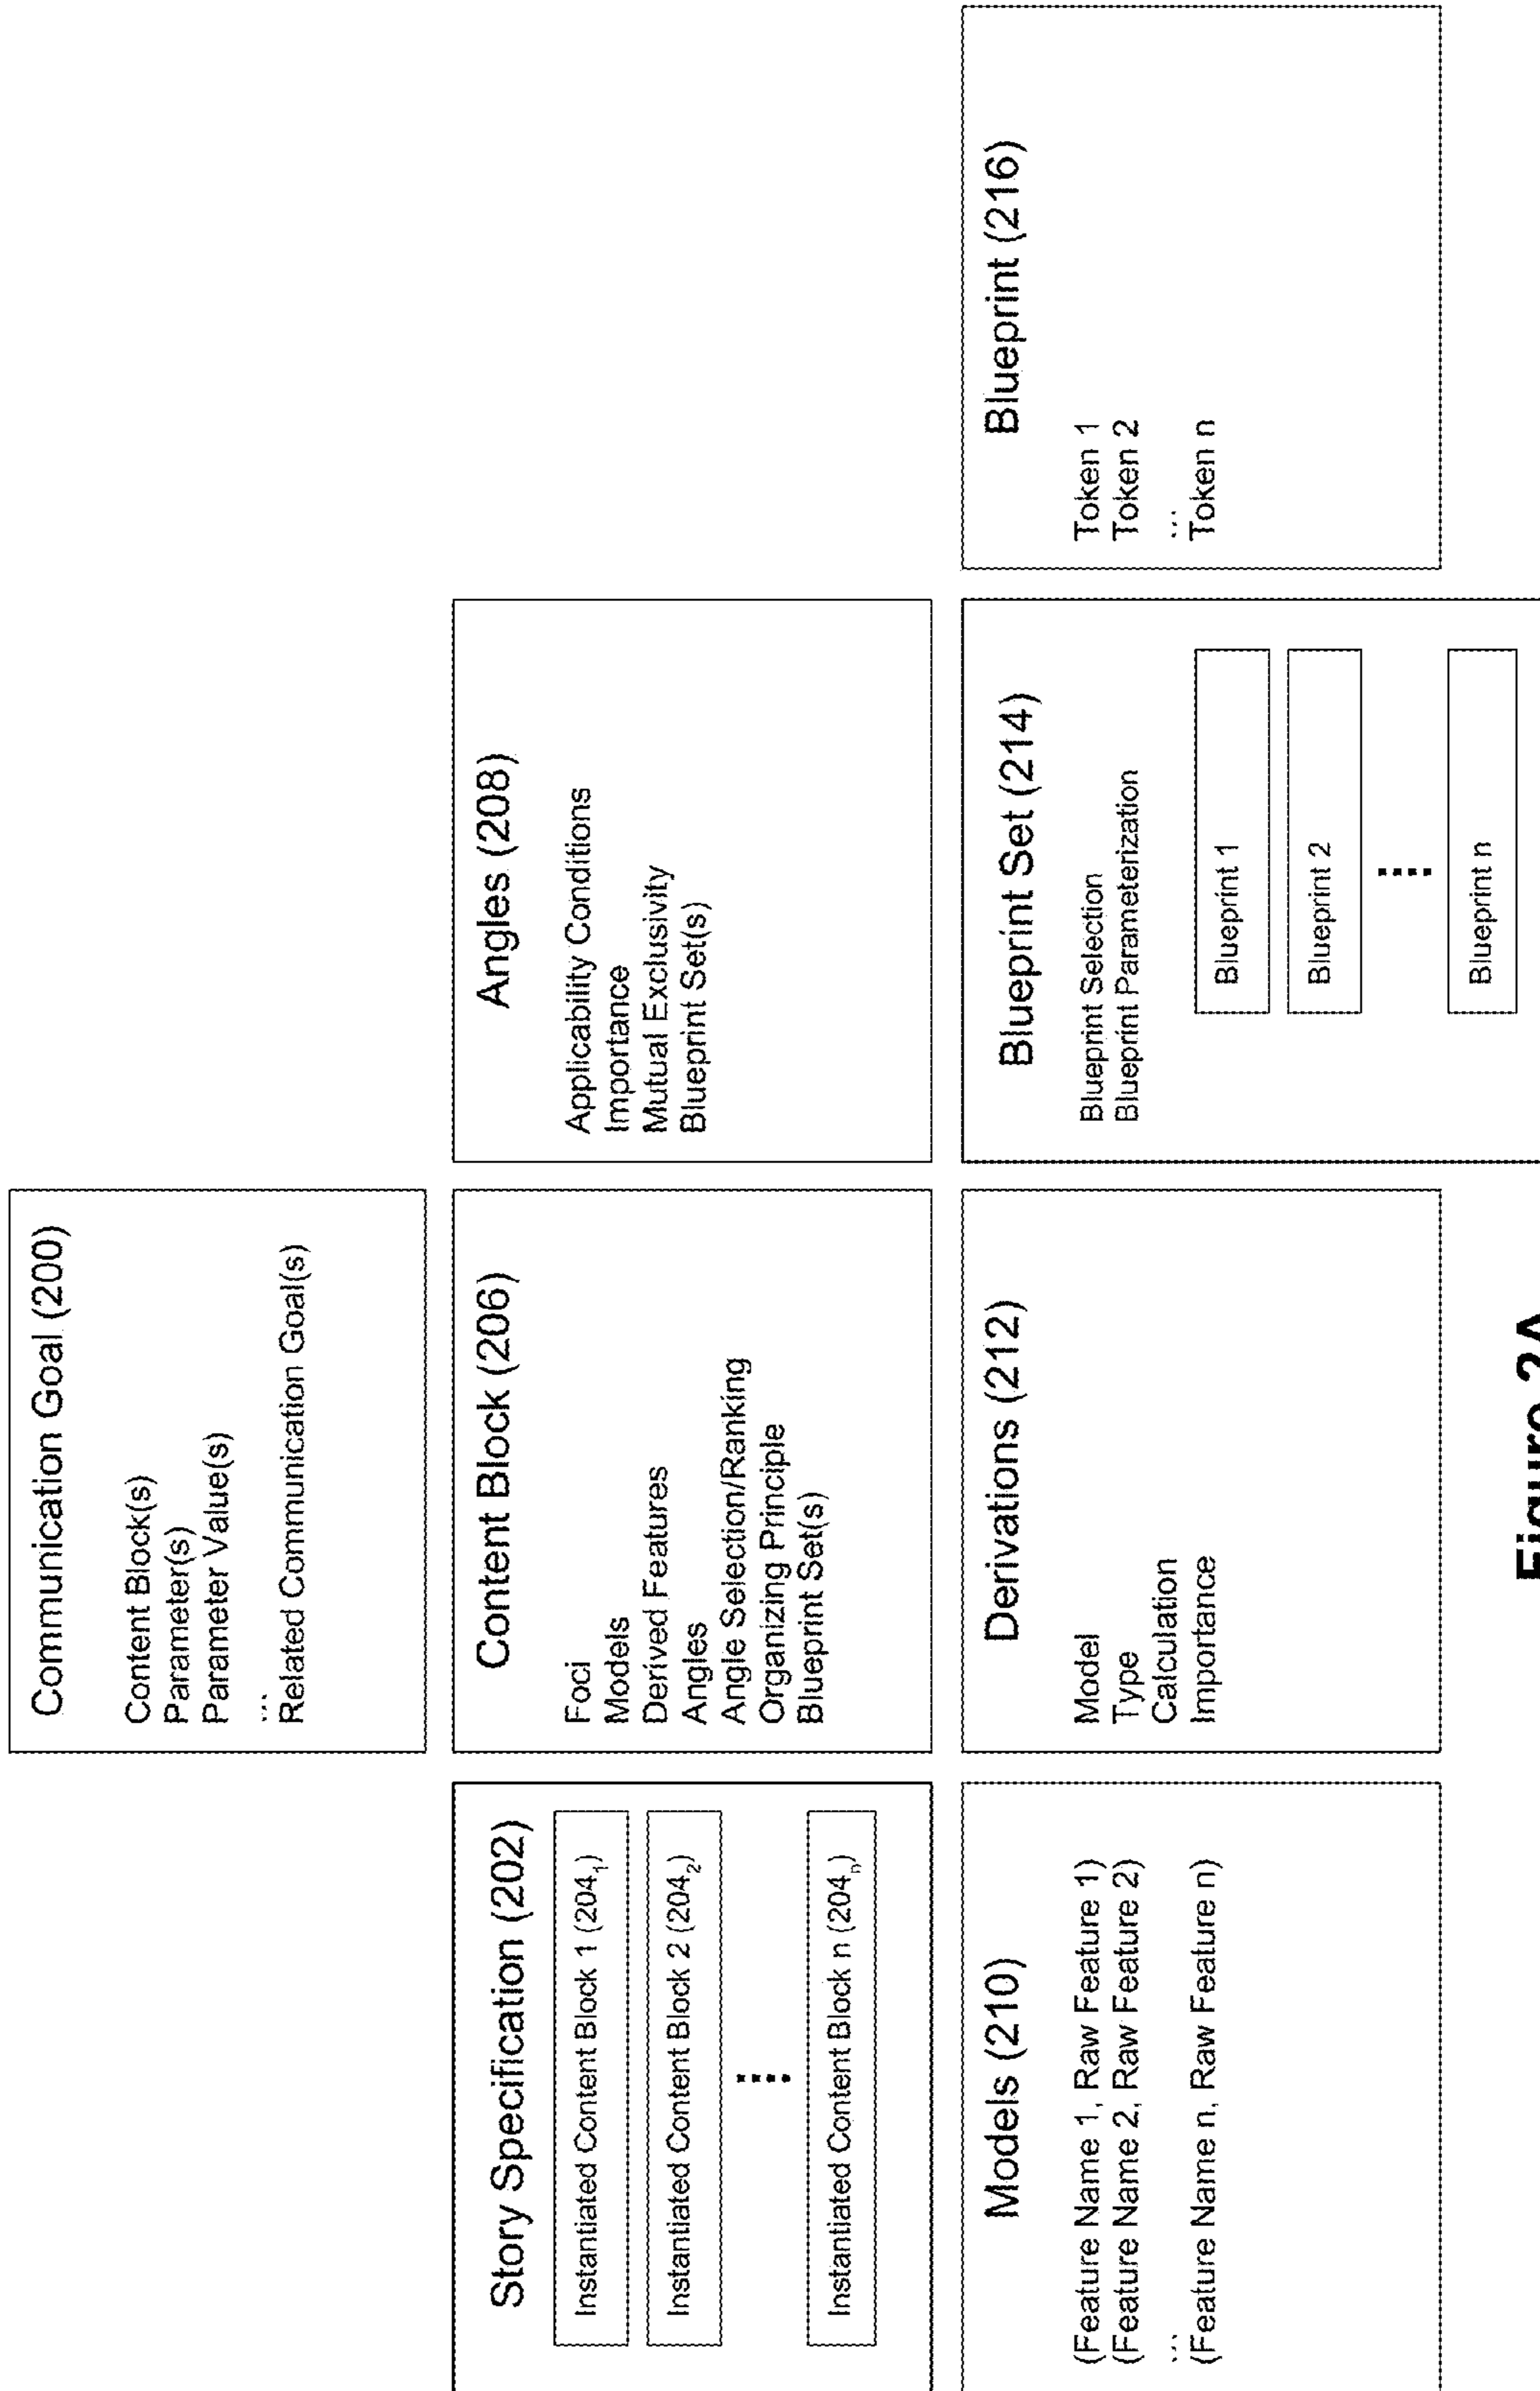 Communication Goal (200)
Content Block(s)
Parameter(s)
Parameter Value(s)
...
Related Communication Goal(s)
Story Specification (202)
Instantiated Content Block 1 (204₁)
Instantiated Content Block 2 (204₂)
....
Instantiated Content Block n (204ₙ)
Content Block (206)
Foci
Models
Derived Features
Angles
Angle Selection/Ranking
Organizing Principle
Blueprint Set(s)
Angles (208)
Applicability Conditions
Importance
Mutual Exclusivity
Blueprint Set(s)
Models (210)
(Feature Name 1, Raw Feature 1)
(Feature Name 2, Raw Feature 2)
...
(Feature Name n, Raw Feature n)
Derivations (212)
Model
Type
Calculation
Importance
Blueprint Set (214)
Blueprint Selection
Blueprint Parameterization
Blueprint 1
Blueprint 2
....
Blueprint n
Blueprint (216)
Token 1
Token 2
...
Token n
Figure 2A